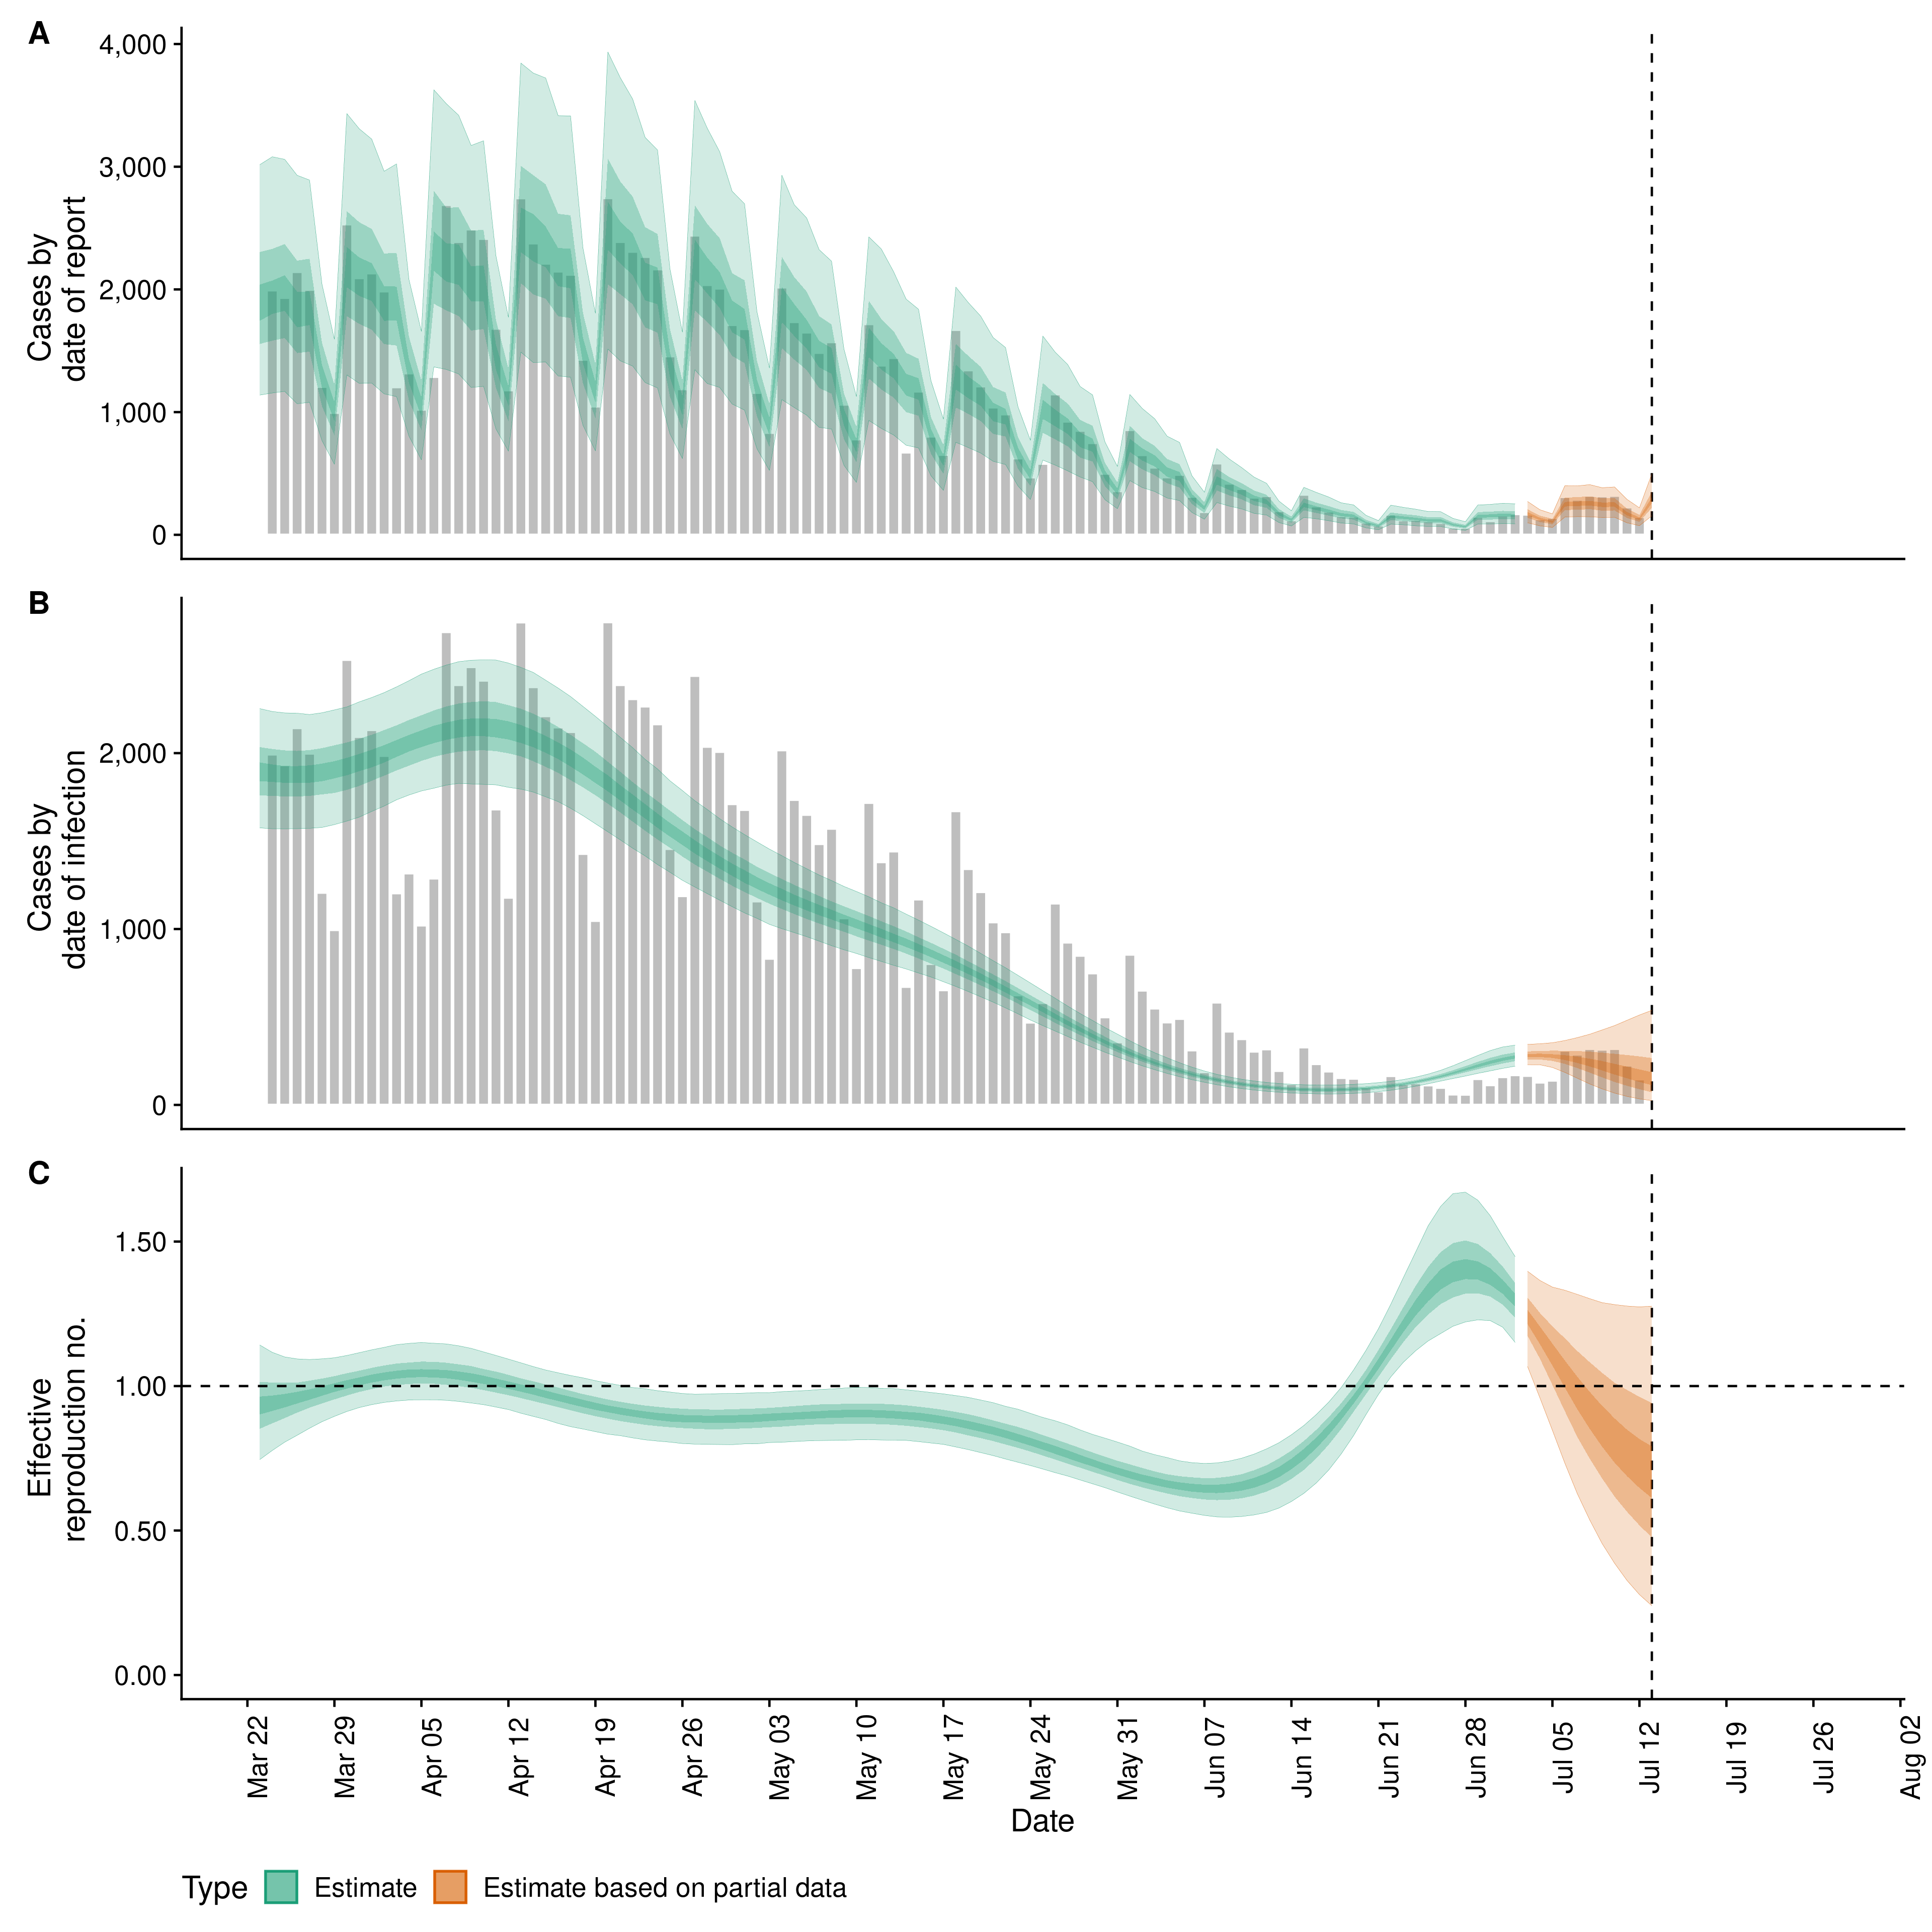 A
Cases by
date of report
4,000
3,000
2,000
1,000
0
B
Cases by
date of infection
2,000
1,000
0
C
Effective
reproduction no.
1.50
1.00
0.50
0.00
Mar 22
Mar 29
Apr 05
Apr 12
Apr 19
Apr 26
May 03
May 10
May 17
May 24
May 31
Jun 07
Jun 14
Jun 21
Jun 28
Jul 05
Jul 12
Jul 19
Jul 26
Aug 02
Date
Type Estimate Estimate based on partial data